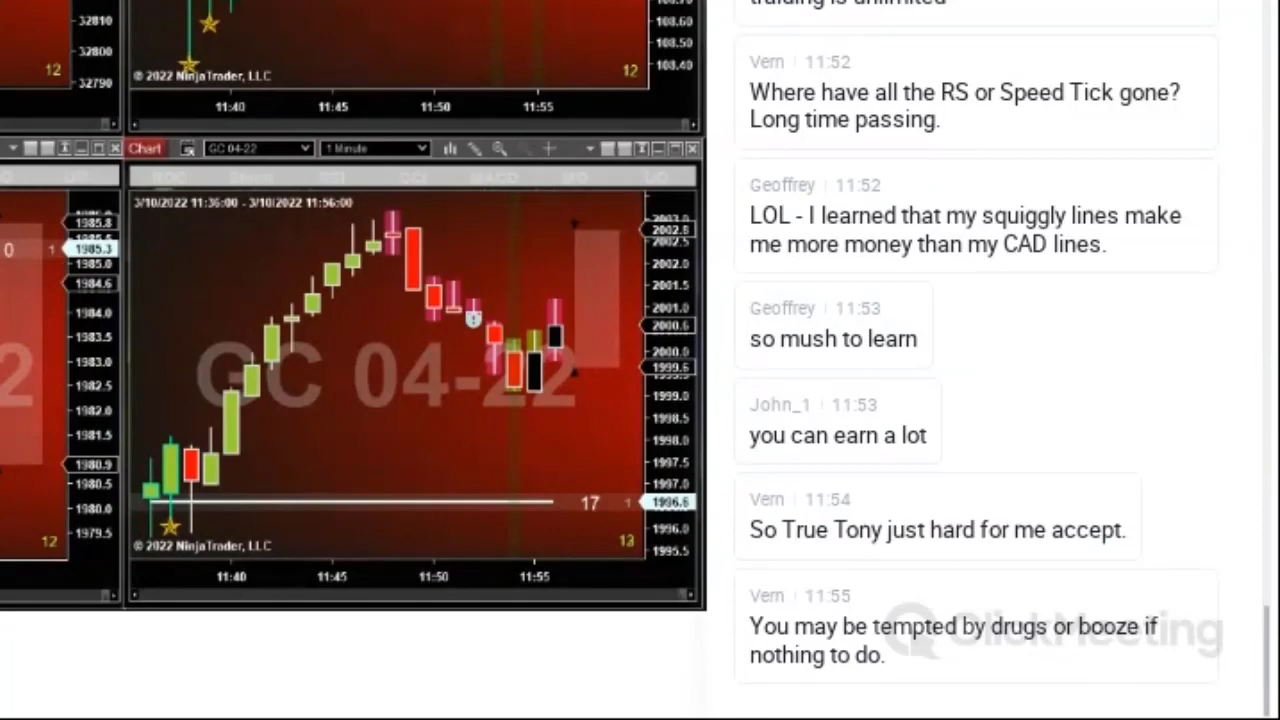 32810
32800
32790
12
© 2022 NinjaTrader, LLC
11:40
11:45
11:50
11:55
108.60
108.50
108.40
12
Chart
GC 04-22
1 Minute
3/10/2022 11:36:00 - 3/10/2022 11:56:00
GC 04-22
1985.8
1985.3
1985.0
1984.6
1984.0
1983.5
1983.0
1982.5
1982.0
1981.5
1980.9
1980.5
1980.0
1979.5
0
1
2
12
2002.8
2002.5
2002.0
2001.5
2001.0
2000.6
2000.0
1999.6
1999.0
1998.5
1998.0
1997.5
1997.0
17
1
1996.6
1996.0
1995.5
13
© 2022 NinjaTrader, LLC
11:40
11:45
11:50
11:55
Vern 11:52
Where have all the RS or Speed Tick gone?
Long time passing.
Geoffrey 11:52
LOL - I learned that my squiggly lines make
me more money than my CAD lines.
Geoffrey 11:53
so mush to learn
John_1 11:53
you can earn a lot
Vern 11:54
So True Tony just hard for me accept.
Vern 11:55
You may be tempted by drugs or booze if
nothing to do.
ClickMeeting